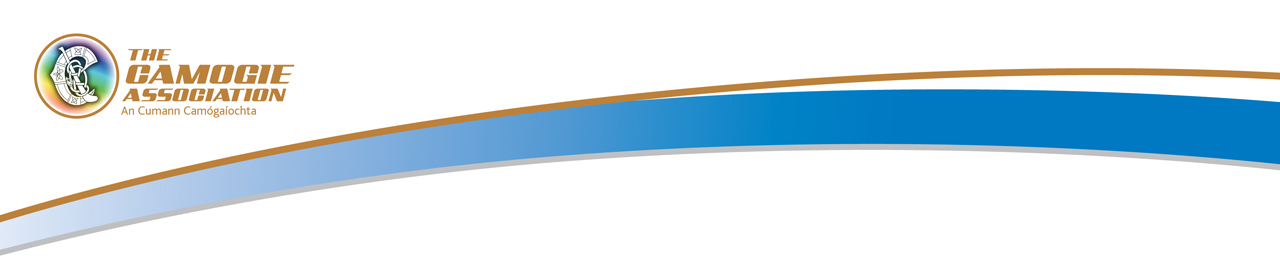 THE
CAMOGIE
ASSOCIATION
An Cumann Camógaíochta